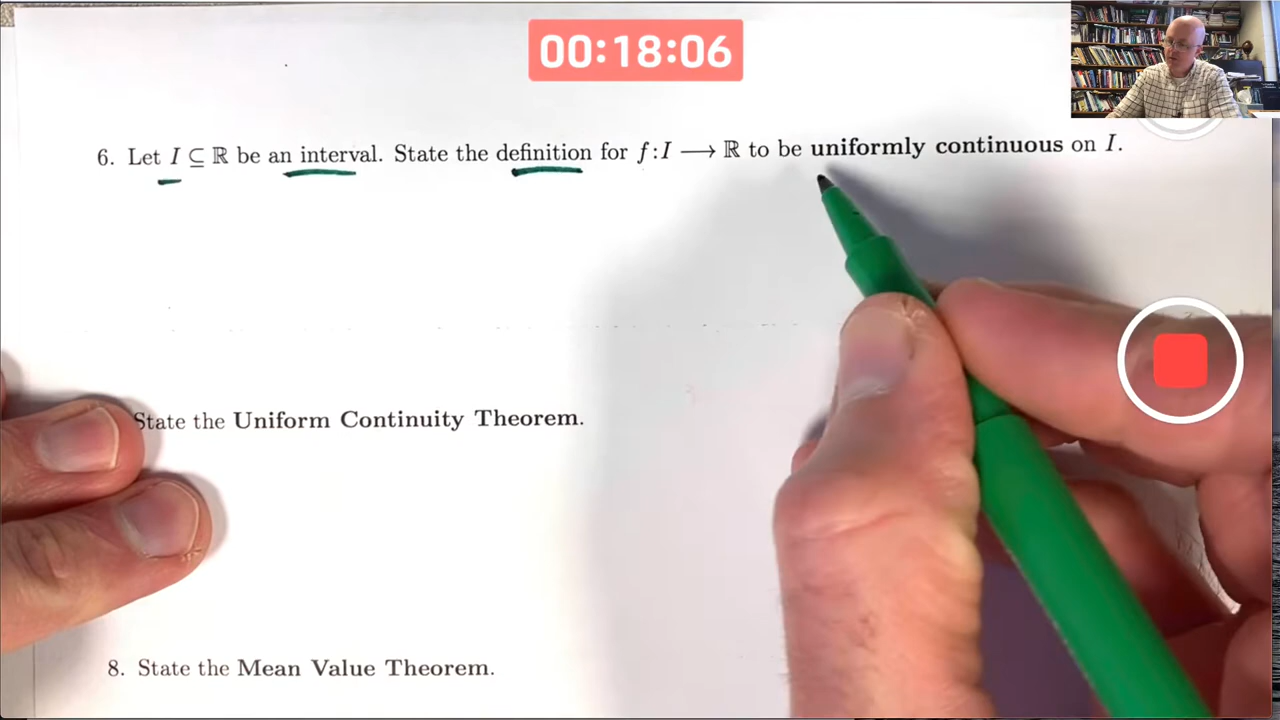 00:18:06
6. Let I ⊆ ℝ be an interval. State the definition for f : I ⟶ ℝ to be uniformly continuous on I.
State the Uniform Continuity Theorem.
8. State the Mean Value Theorem.